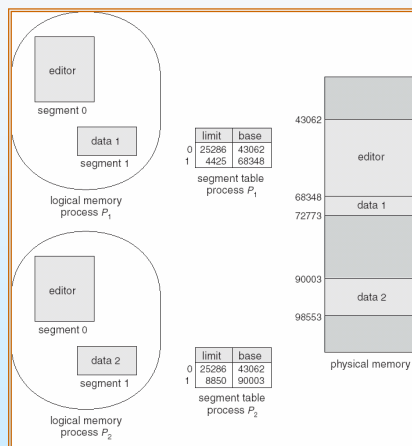 editor
segment 0
data 1
segment 1
logical memory
process P1
limit base
0 25286 43062
1 4425 68348
segment table
process P1
editor
segment 0
data 2
segment 1
logical memory
process P2
limit base
0 25286 43062
1 8850 90003
segment table
process P2
43062
editor
68348
data 1
72773
90003
data 2
98553
physical memory